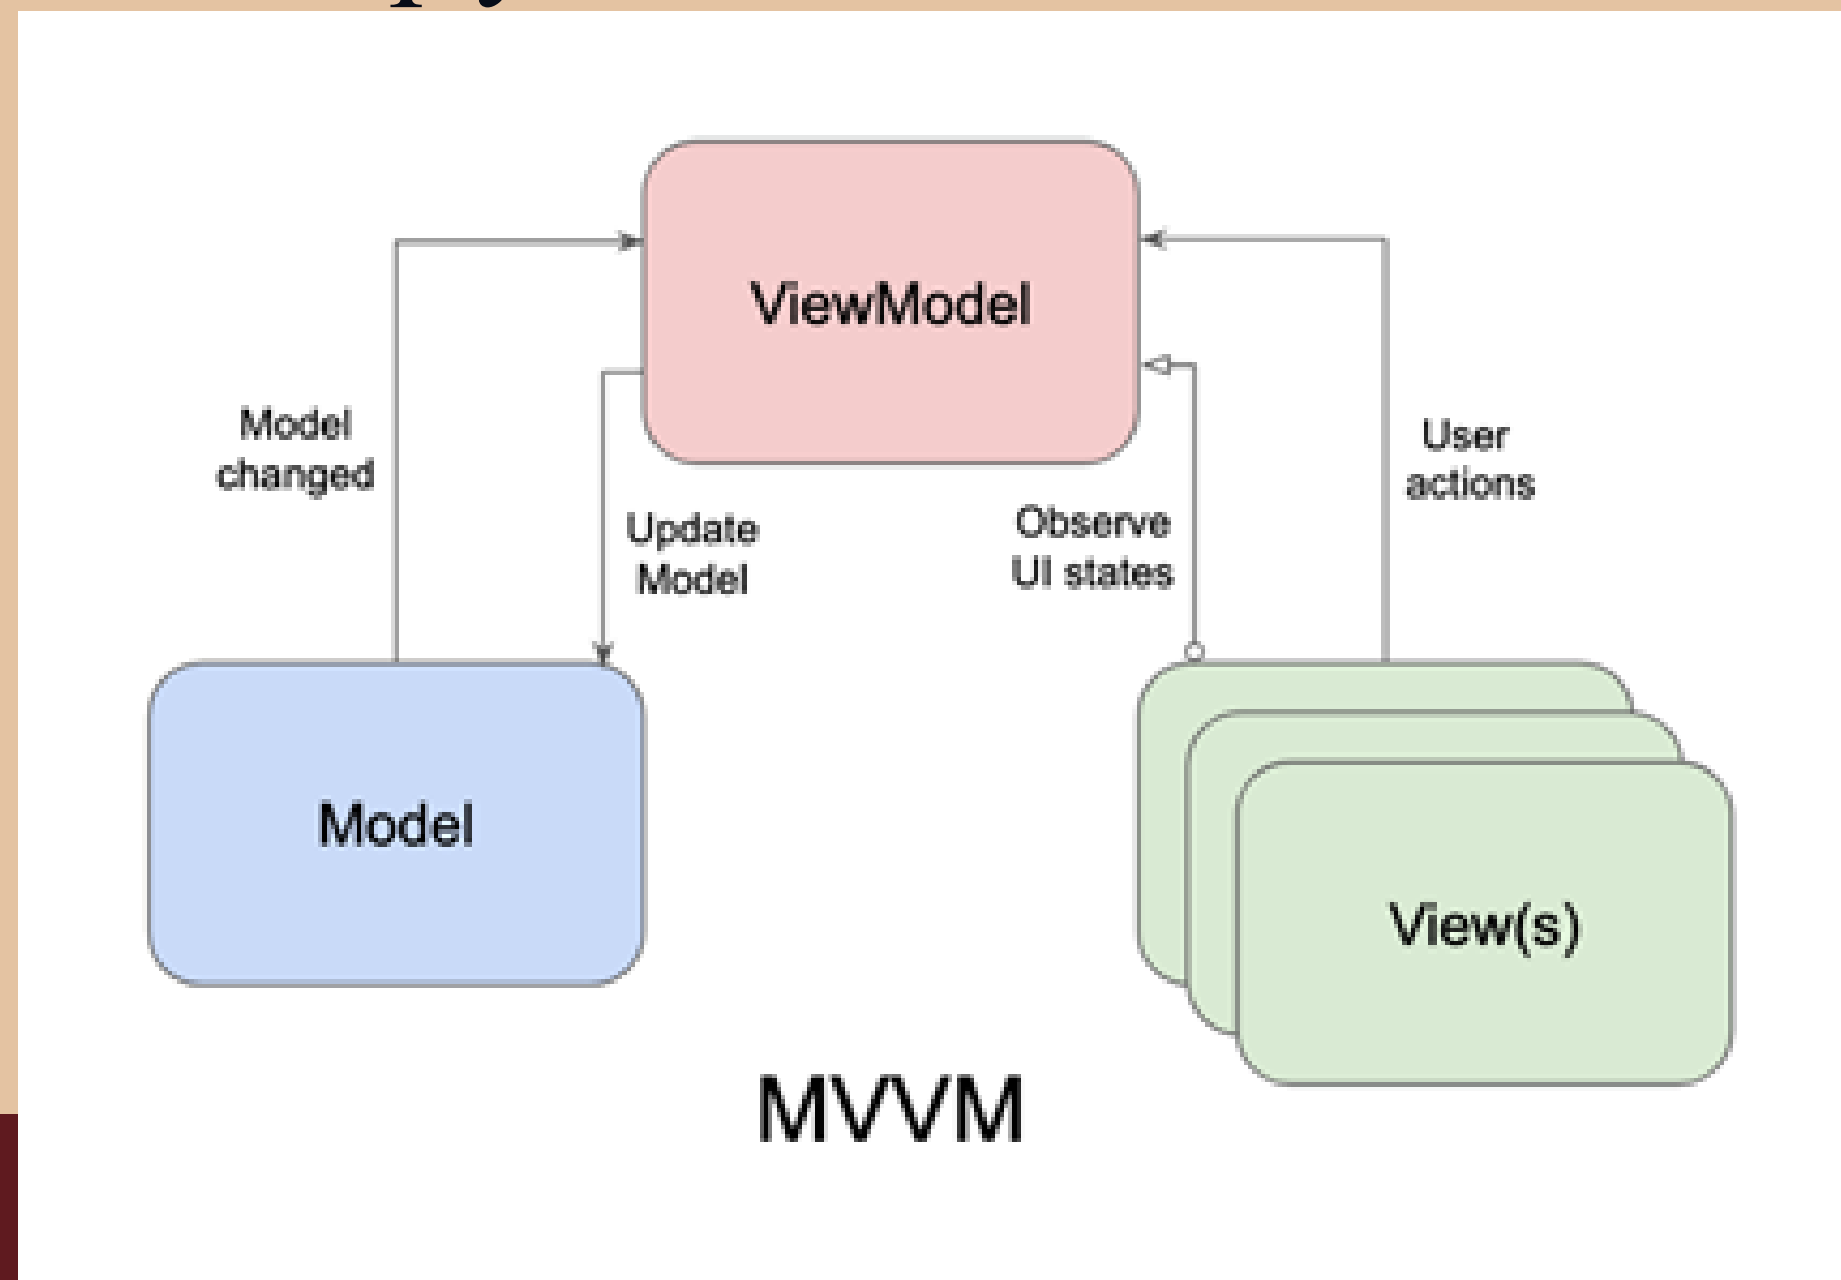 ViewModel
Model
changed
Update
Model
Observe
UI states
User
actions
Model
View(s)
MVVM